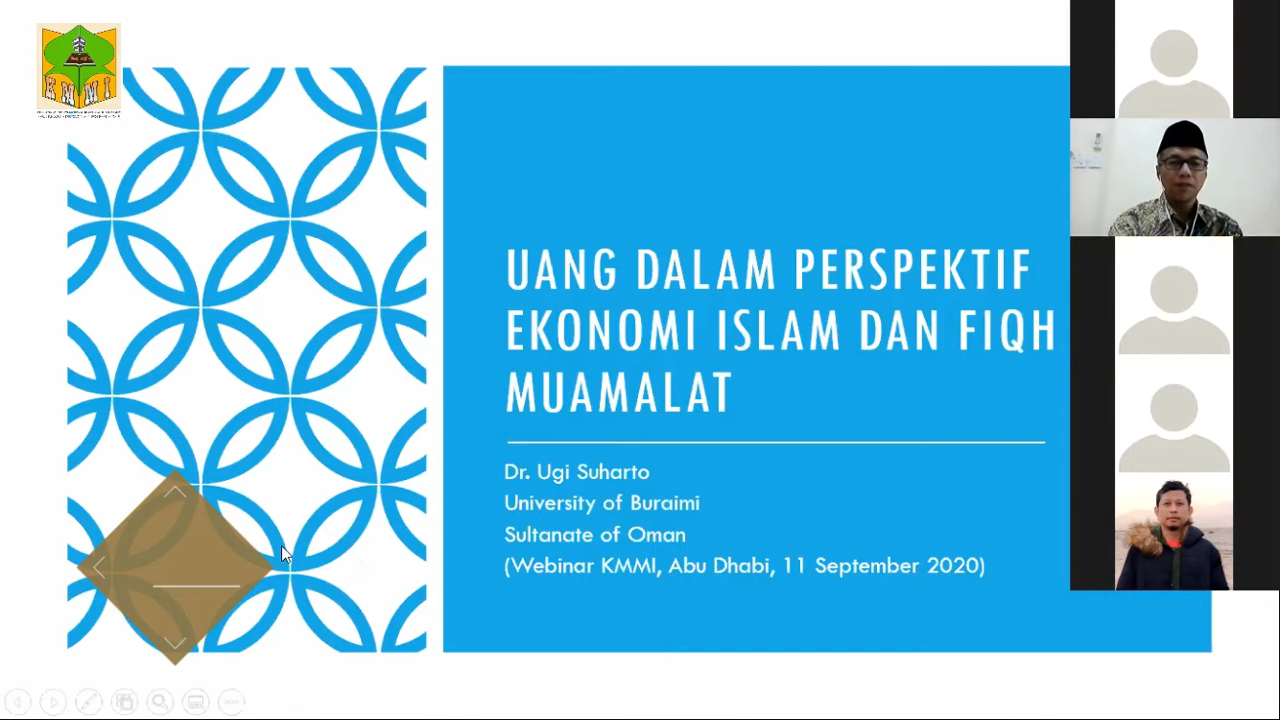 KMMI
UANG DALAM PERSPEKTIF
EKONOMI ISLAM DAN FIQH
MUAMALAT
Dr. Ugi Suharto
University of Buraimi
Sultanate of Oman
(Webinar KMMI, Abu Dhabi, 11 September 2020)